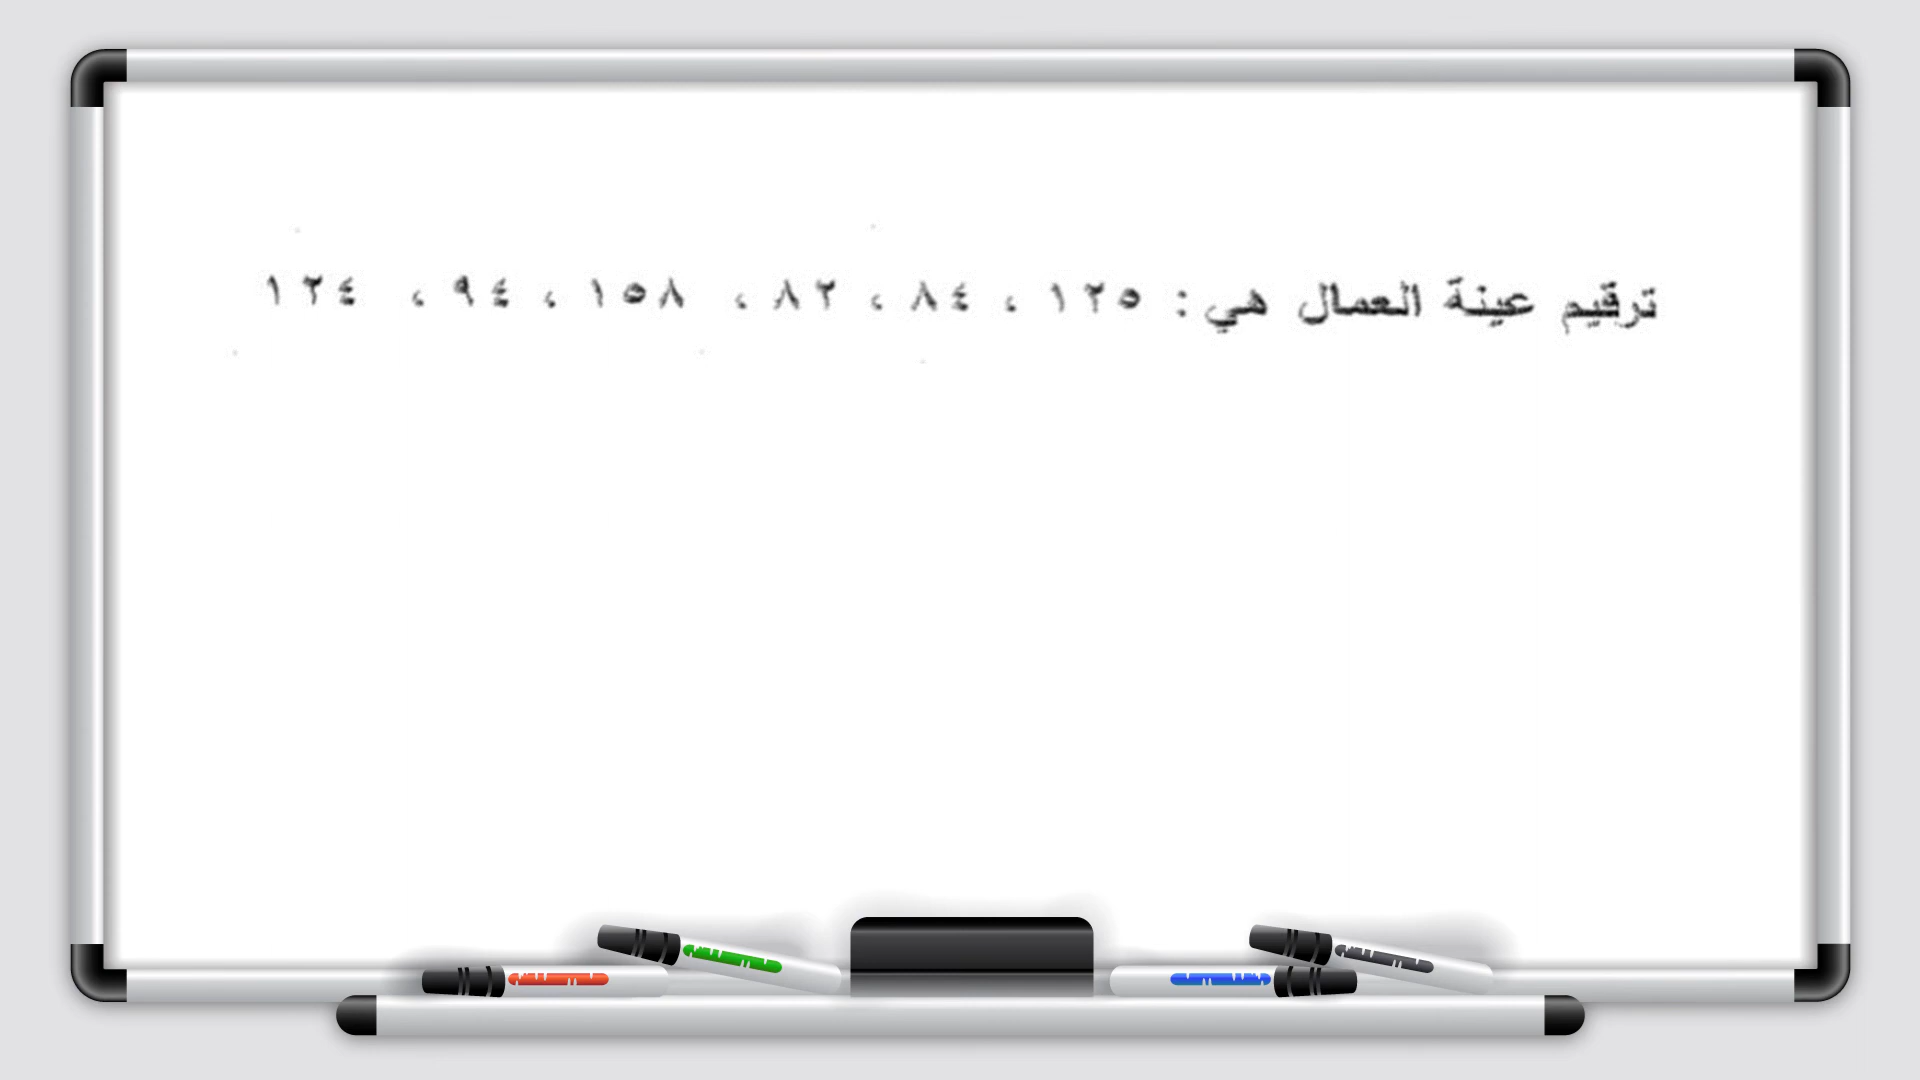 ترقيم عينة العمال هي : ١٢٥ ، ٨٤ ، ٨٢ ، ١٥٨ ، ٩٤ ، ١٢٤